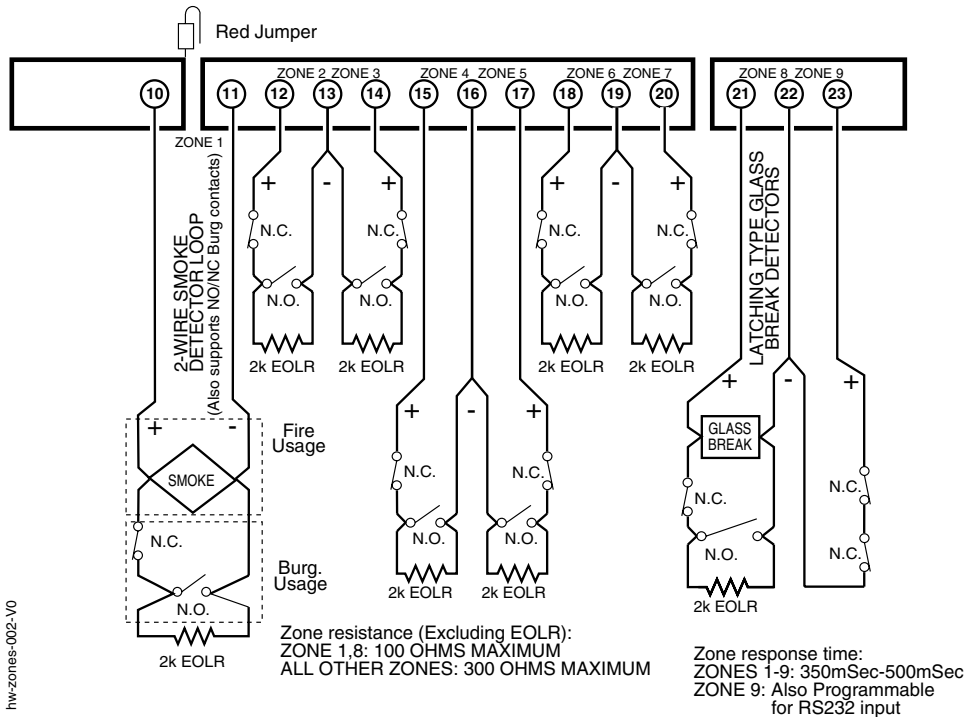 Red Jumper
ZONE 2 ZONE 3
ZONE 4 ZONE 5
ZONE 6 ZONE 7
ZONE 8 ZONE 9
10
11
12
13
14
15
16
17
18
19
20
21
22
23
ZONE 1
2-WIRE SMOKE
DETECTOR LOOP
(Also supports NO/NC Burg contacts)
+ - +
N.C.
N.C.
N.O.
N.O.
2k EOLR
2k EOLR
+ - +
N.C.
N.C.
N.O.
N.O.
2k EOLR
2k EOLR
LATCHING TYPE GLASS
BREAK DETECTORS
+ - +
GLASS
BREAK
N.C.
N.C.
N.O.
N.C.
2k EOLR
+ - +
N.C.
N.C.
N.O.
N.O.
2k EOLR
2k EOLR
+ -
Fire
Usage
SMOKE
N.C.
Burg.
Usage
N.O.
2k EOLR
Zone resistance (Excluding EOLR):
ZONE 1,8: 100 OHMS MAXIMUM
ALL OTHER ZONES: 300 OHMS MAXIMUM
Zone response time:
ZONES 1-9: 350mSec-500mSec
ZONE 9: Also Programmable
for RS232 input
hw-zones-002-V0